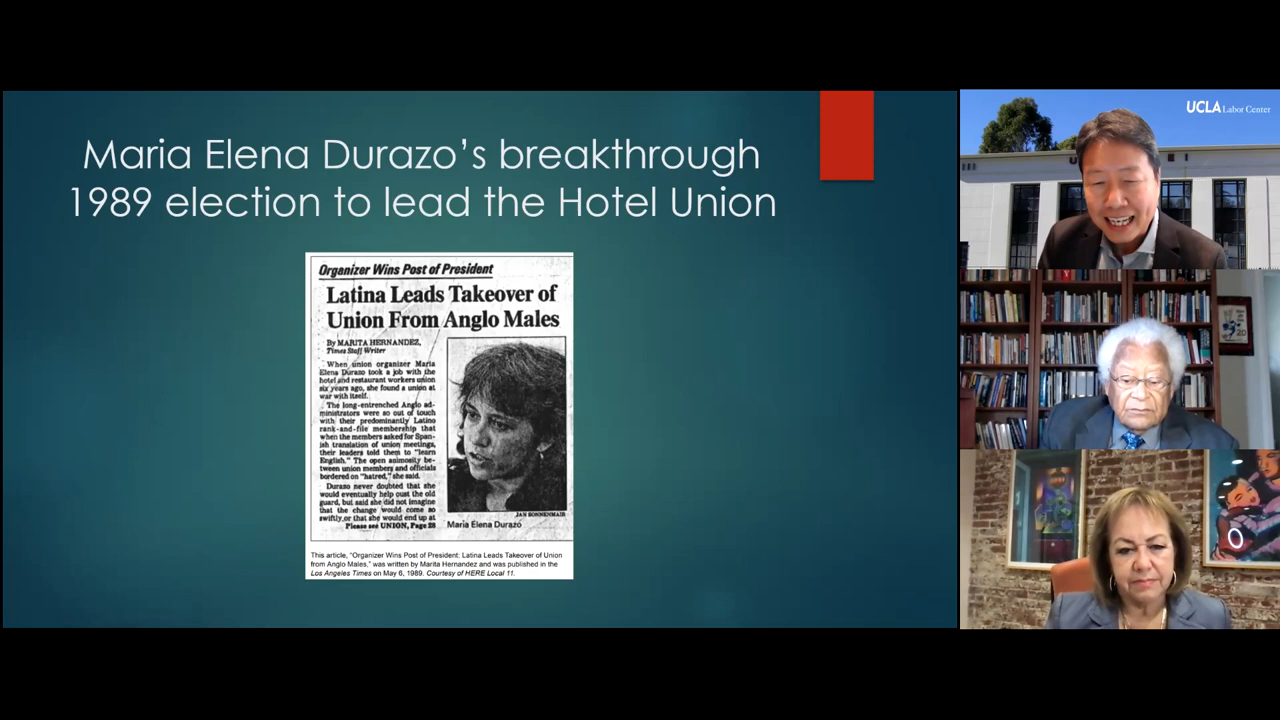 Maria Elena Durazo’s breakthrough
1989 election to lead the Hotel Union
Organizer Wins Post of President
Latina Leads Takeover of
Union From Anglo Males
By MARITA HERNANDEZ,
Times Staff Writer
When union organizer Maria
Elena Durazo took a job with the
hotel and restaurant workers union
six years ago, she found a union at
war with itself.
The long-entrenched Anglo ad-
ministrators were so out of touch
with their predominantly Latino
rank-and-file membership that
when the members asked for Span-
ish translation of union meetings,
their leaders told them to "learn
English." The open animosity be-
tween union members and officials
bordered on "hatred," she said.
Durazo never doubted that she
would eventually help oust the old
guard, but said she did not imagine
that the change would come so
swiftly or that she would end up at
Please see UNION, Page 28
JAN SONNENMAIR
Maria Elena Durazo
This article, "Organizer Wins Post of President: Latina Leads Takeover of Union
from Anglo Males," was written by Marita Hernandez and was published in the
Los Angeles Times on May 6, 1989. Courtesy of HERE Local 11.
UCLA Labor Center